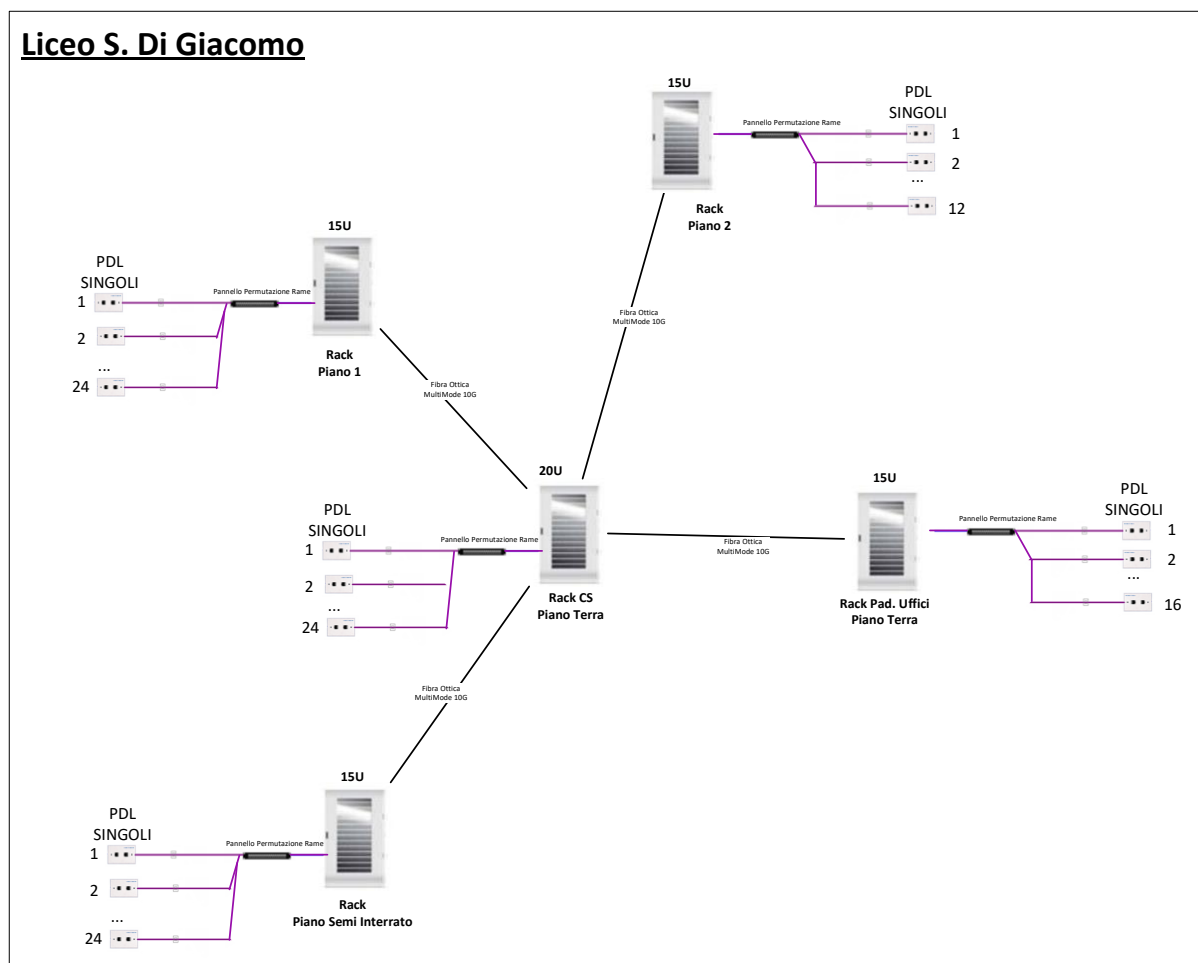 Liceo S. Di Giacomo
15U
PDL
SINGOLI
Pannello Permutazione Rame
1
2
...
12
Rack
Piano 2
15U
PDL
SINGOLI
Pannello Permutazione Rame
1
2
...
24
Rack
Piano 1
Fibra Ottica
MultiMode 10G
Fibra Ottica
MultiMode 10G
20U
PDL
SINGOLI
Pannello Permutazione Rame
1
2
...
24
Rack CS
Piano Terra
Fibra Ottica
MultiMode 10G
15U
PDL
SINGOLI
Pannello Permutazione Rame
1
2
...
16
Rack Pad. Uffici
Piano Terra
Fibra Ottica
MultiMode 10G
15U
PDL
SINGOLI
Pannello Permutazione Rame
1
2
...
24
Rack
Piano Semi Interrato